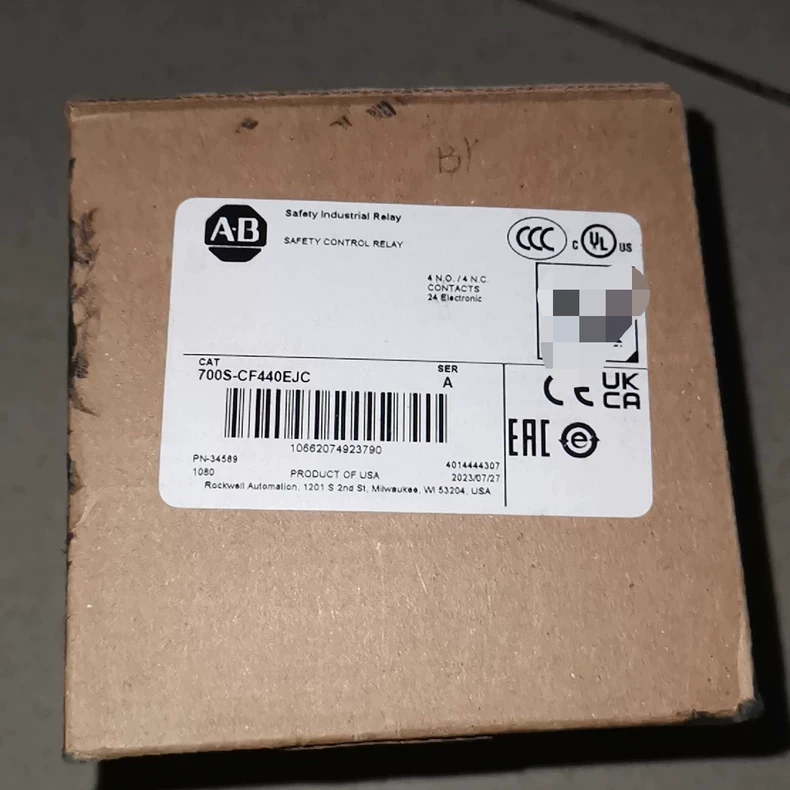 BY
A-B
Safety Industrial Relay
SAFETY CONTROL RELAY
CCC
C UL US
4 N.O. / 4 N.C.
CONTACTS
24 Electronic
CAT
700S-CF440EJC
SER
A
10662074923790
PN-34589
1080
PRODUCT OF USA
4014444307
2023/07/27
Rockwell Automation, 1201 S 2nd St, Milwaukee, WI 53204, USA
CE
UK
CA
EAC
e